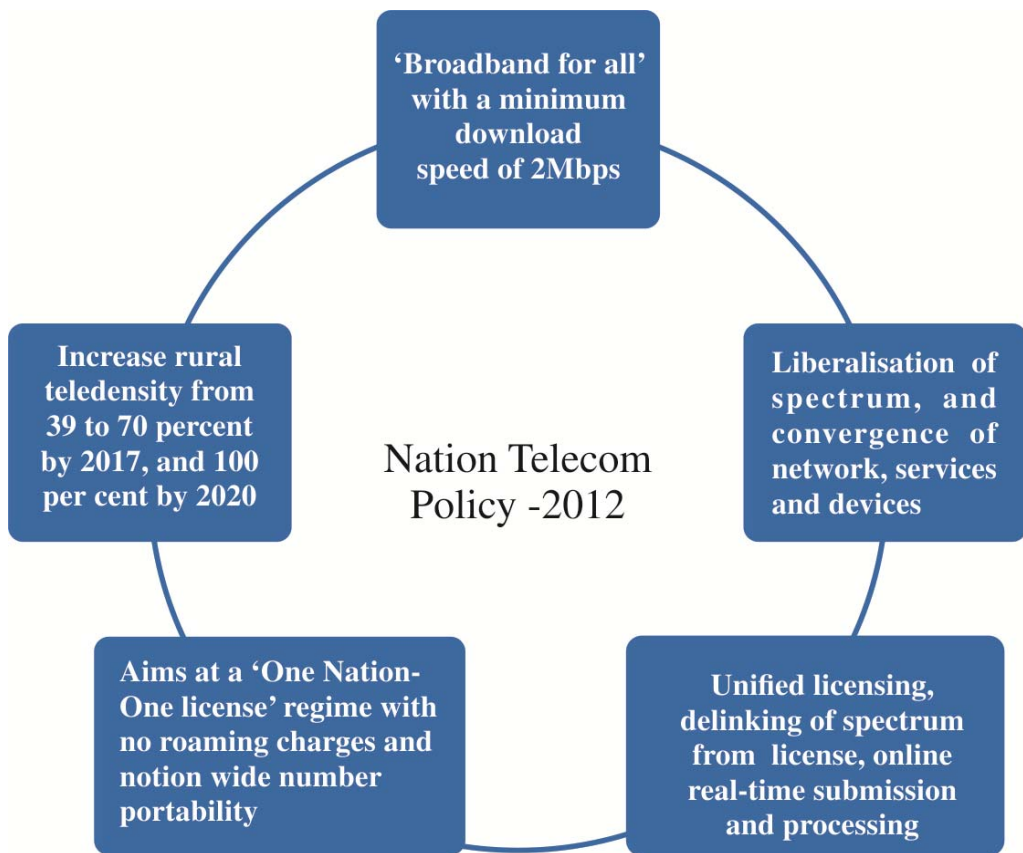 ‘Broadband for all’
with a minimum
download
speed of 2Mbps
Increase rural
teledensity from
39 to 70 percent
by 2017, and 100
per cent by 2020
Nation Telecom
Policy -2012
Liberalisation of
spectrum, and
convergence of
network, services
and devices
Aims at a ‘One Nation-
One license’ regime with
no roaming charges and
notion wide number
portability
Unified licensing,
delinking of spectrum
from license, online
real-time submission
and processing